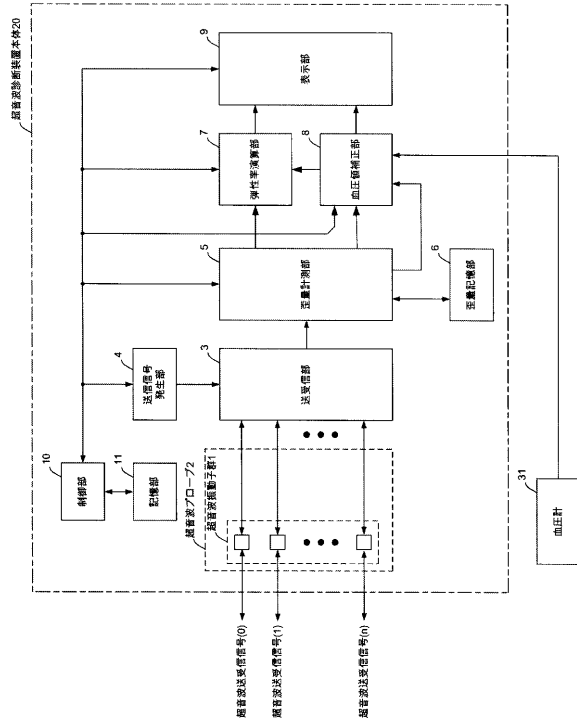 超音波診断装置本体20
10
制御部
11
記憶部
4
送信信号
発生部
3
送受信部
5
歪量計測部
6
歪量記憶部
7
弾性率演算部
8
血圧値補正部
9
表示部
超音波プローブ2
超音波振動子群1
超音波送受信信号(0)
超音波送受信信号(1)
超音波送受信信号(n)
31
血圧計